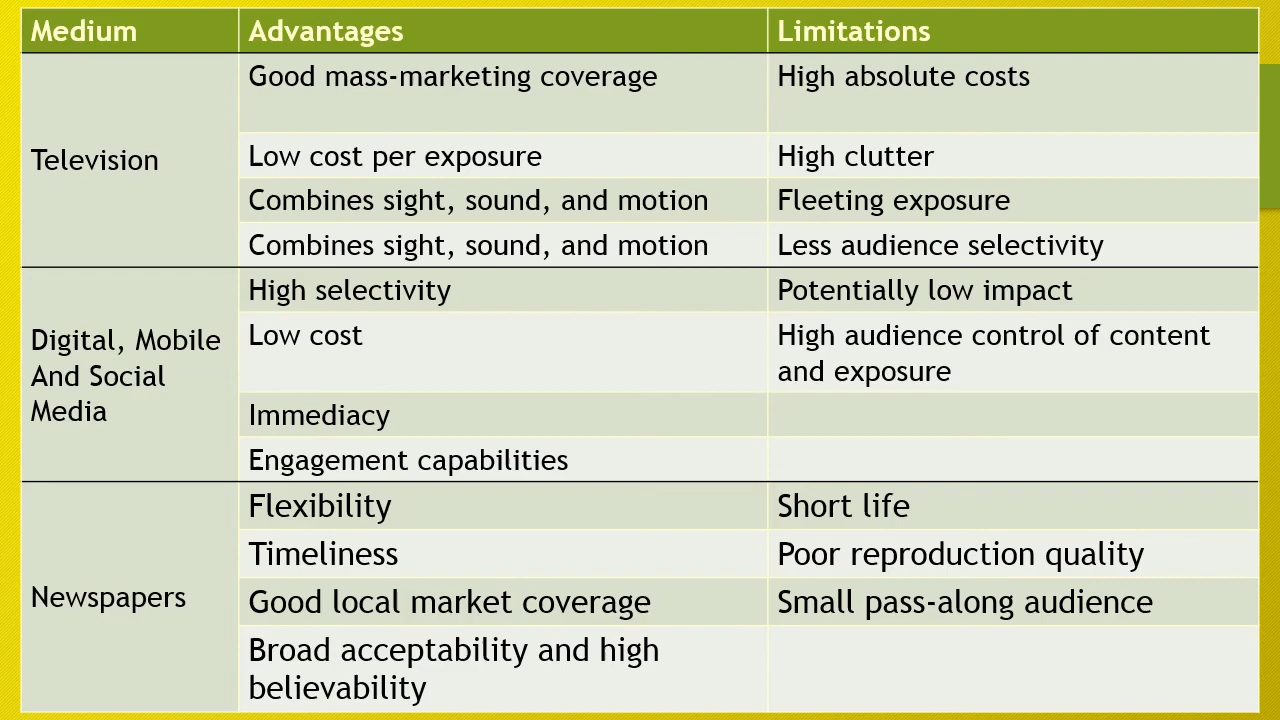 Medium Advantages Limitations
Television
Good mass-marketing coverage High absolute costs
Low cost per exposure High clutter
Combines sight, sound, and motion Fleeting exposure
Combines sight, sound, and motion Less audience selectivity
Digital, Mobile
And Social
Media
High selectivity Potentially low impact
Low cost High audience control of content
and exposure
Immediacy
Engagement capabilities
Newspapers
Flexibility Short life
Timeliness Poor reproduction quality
Good local market coverage Small pass-along audience
Broad acceptability and high
believability